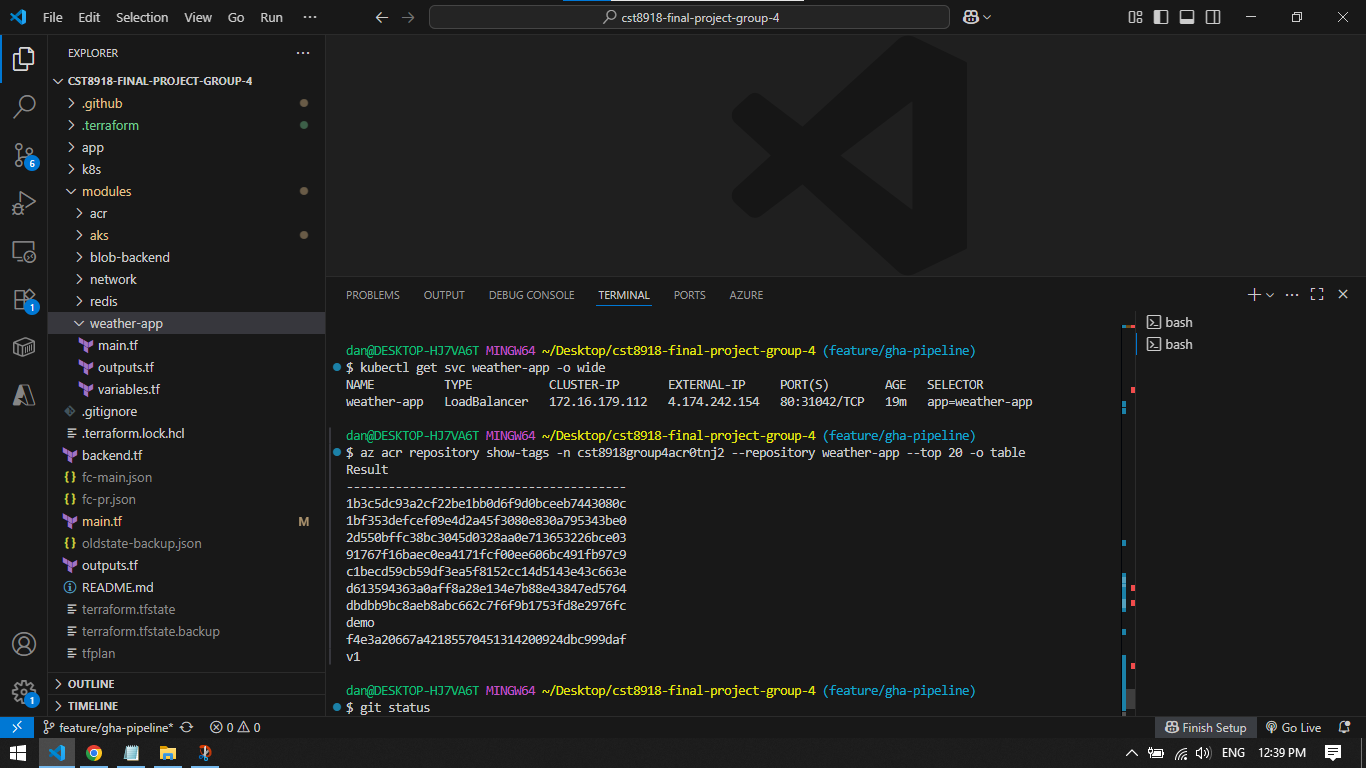 File Edit Selection View Go Run ···
cst8918-final-project-group-4
EXPLORER
CST8918-FINAL-PROJECT-GROUP-4
.github
.terraform
app
k8s
modules
acr
aks
blob-backend
network
redis
weather-app
main.tf
outputs.tf
variables.tf
.gitignore
.terraform.lock.hcl
backend.tf
fc-main.json
fc-pr.json
main.tf M
oldstate-backup.json
outputs.tf
README.md
terraform.tfstate
terraform.tfstate.backup
tfplan
OUTLINE
TIMELINE
6
1
1
PROBLEMS OUTPUT DEBUG CONSOLE TERMINAL PORTS AZURE
bash
bash
dan@DESKTOP-HJ7VA6T MINGW64 ~/Desktop/cst8918-final-project-group-4 (feature/gha-pipeline)
$ kubectl get svc weather-app -o wide
NAME TYPE CLUSTER-IP EXTERNAL-IP PORT(S) AGE SELECTOR
weather-app LoadBalancer 172.16.179.112 4.174.242.154 80:31042/TCP 19m app=weather-app
dan@DESKTOP-HJ7VA6T MINGW64 ~/Desktop/cst8918-final-project-group-4 (feature/gha-pipeline)
$ az acr repository show-tags -n cst8918group4acr0tnj2 --repository weather-app --top 20 -o table
Result
----------------------------------------
1b3c5dc93a2cf22be1bb0d6f9d0bceeb7443080c
1bf353defcef09e4d2a45f3080e830a795343be0
2d550bffc38bc3045d0328aa0e713653226bce03
91767f16baec0ea4171fcf00ee606bc491fb97c9
c1becd59cb59df3ea5f8152cc14d5143e43c663e
d613594363a0aff8a28e134e7b88e43847ed5764
dbdbb9bc8aeb8abc662c7f6f9b1753fd8e2976fc
demo
f4e3a20667a42185570451314200924dbc999daf
v1
dan@DESKTOP-HJ7VA6T MINGW64 ~/Desktop/cst8918-final-project-group-4 (feature/gha-pipeline)
$ git status
feature/gha-pipeline* 0 0 Finish Setup Go Live
ENG 12:39 PM